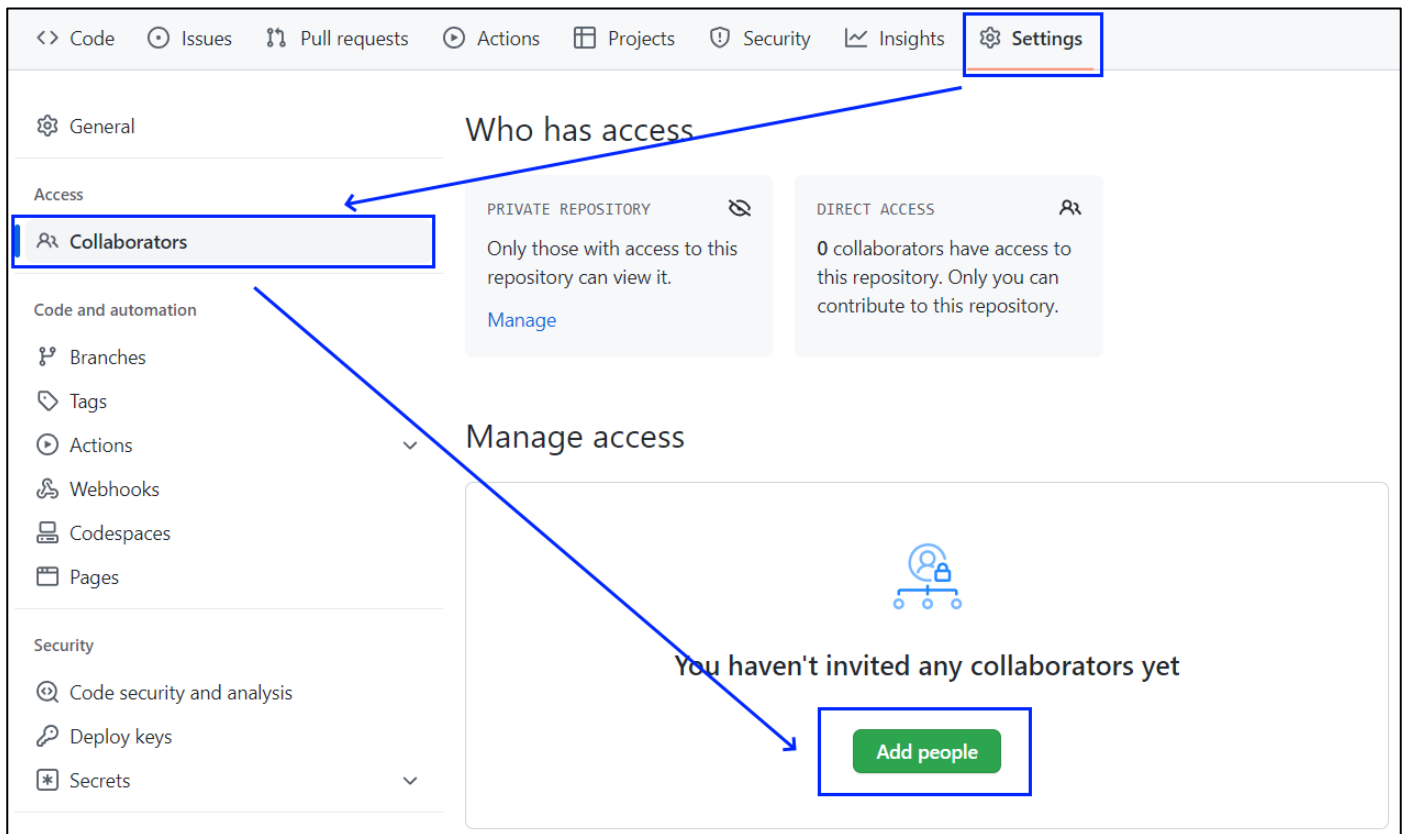 Code Issues Pull requests Actions Projects Security Insights Settings
General
Access
Collaborators
Code and automation
Branches
Tags
Actions
Webhooks
Codespaces
Pages
Security
Code security and analysis
Deploy keys
Secrets
Who has access
PRIVATE REPOSITORY
Only those with access to this
repository can view it.
Manage
DIRECT ACCESS
0 collaborators have access to
this repository. Only you can
contribute to this repository.
Manage access
You haven't invited any collaborators yet
Add people